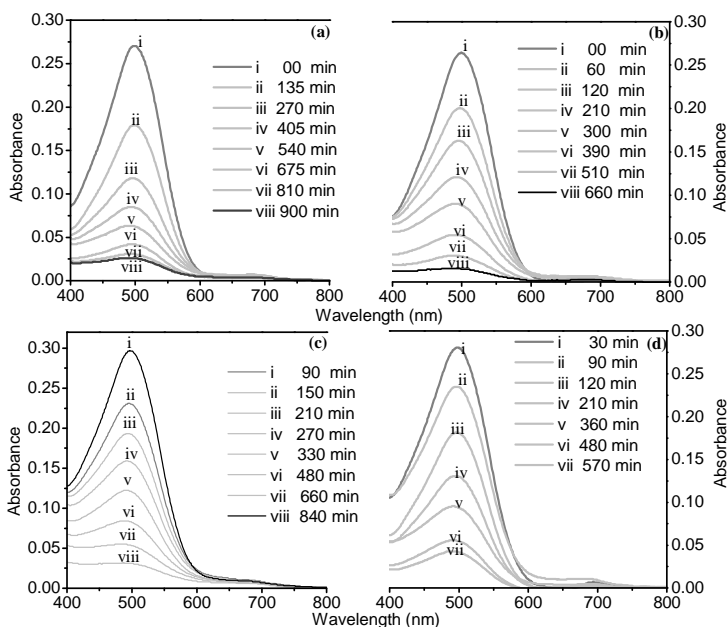 (a)
0.30
0.25
0.20
0.15
0.10
0.05
0.00
Absorbance
i
ii
iii
iv
v
vi
vii
viii
i 00 min
ii 135 min
iii 270 min
iv 405 min
v 540 min
vi 675 min
vii 810 min
viii 900 min
400 500 600 700 800
(b)
0.30
0.25
0.20
0.15
0.10
0.05
0.00
Absorbance
i
ii
iii
iv
v
vi
vii
viii
i 00 min
ii 60 min
iii 120 min
iv 210 min
v 300 min
vi 390 min
vii 510 min
viii 660 min
400 500 600 700 800
Wavelength (nm)
(c)
0.30
0.25
0.20
0.15
0.10
0.05
0.00
Absorbance
i
ii
iii
iv
v
vi
vii
viii
i 90 min
ii 150 min
iii 210 min
iv 270 min
v 330 min
vi 480 min
vii 660 min
viii 840 min
400 500 600 700 800
Wavelength (nm)
(d)
0.30
0.25
0.20
0.15
0.10
0.05
0.00
Absorbance
i
ii
iii
iv
v
vi
vii
i 30 min
ii 90 min
iii 120 min
iv 210 min
v 360 min
vi 480 min
vii 570 min
400 500 600 700 800
Wavelength (nm)